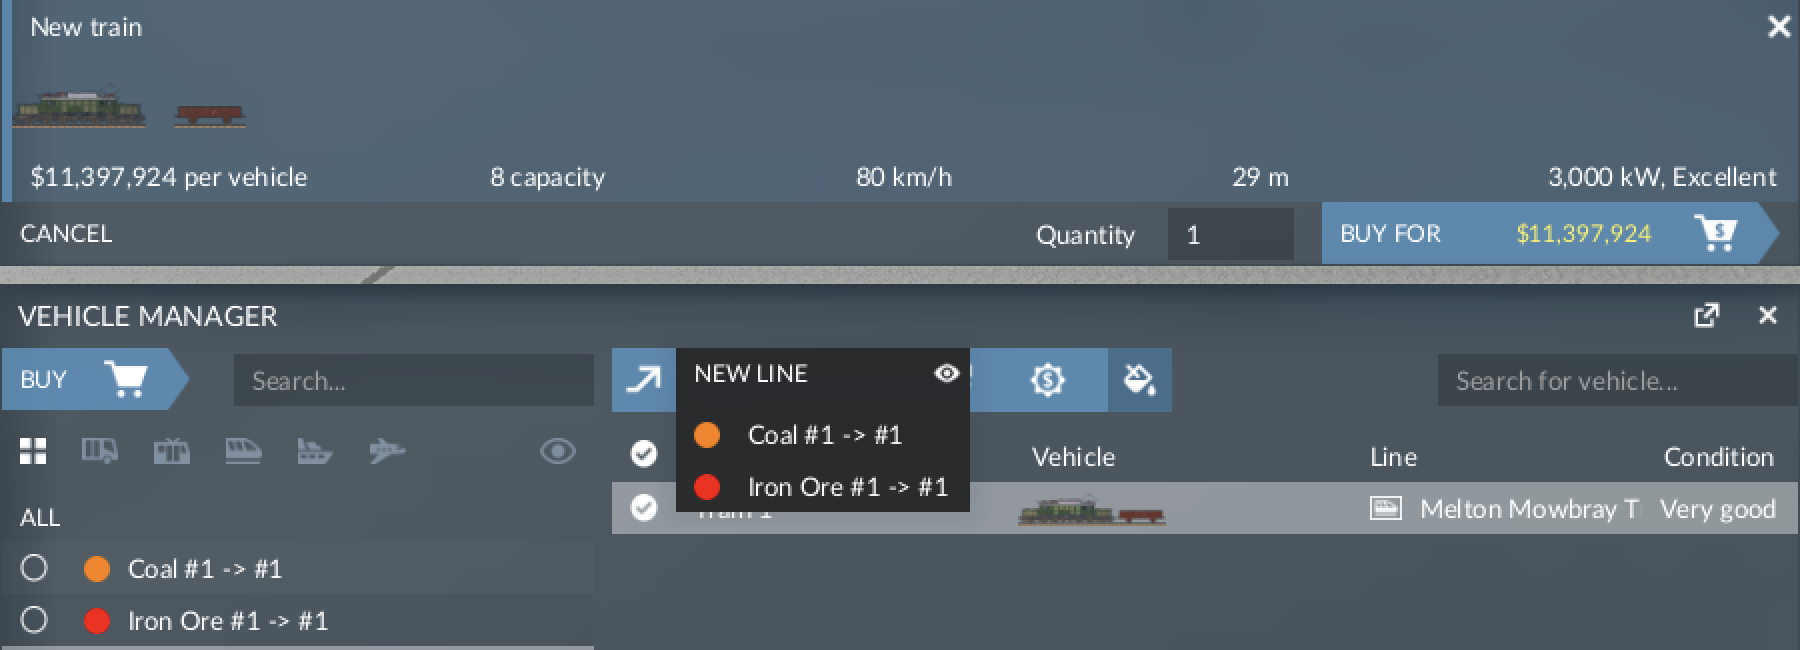 New train
$11,397,924 per vehicle 8 capacity 80 km/h 29 m 3,000 kW, Excellent
CANCEL Quantity 1 BUY FOR $11,397,924
VEHICLE MANAGER
BUY Search... NEW LINE Search for vehicle...
Coal #1 -> #1
Vehicle Line Condition
Iron Ore #1 -> #1
Train 1 Melton Mowbray T Very good
ALL
Coal #1 -> #1
Iron Ore #1 -> #1